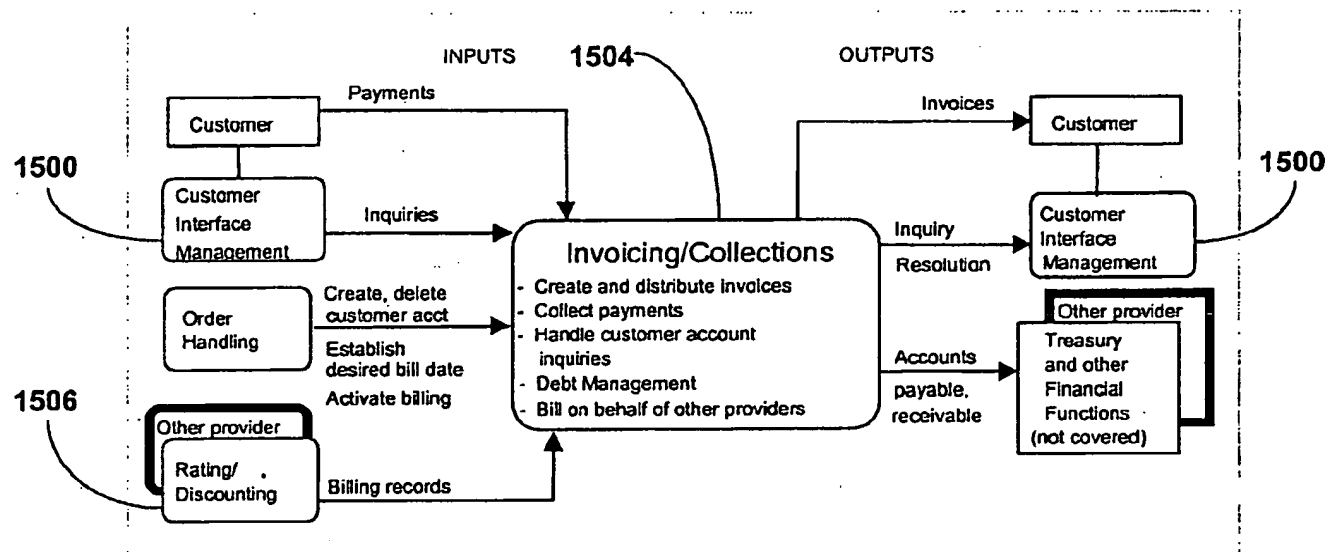 INPUTS
1504
OUTPUTS
Payments
Invoices
Customer
Customer
1500
1500
Customer
Interface
Management
Inquiries
Customer
Interface
Management
Inquiry
Resolution
Invoicing/Collections
- Create and distribute invoices
- Collect payments
- Handle customer account
inquiries
- Debt Management
- Bill on behalf of other providers
Order
Handling
Create, delete
customer acct
Establish
desired bill date
Activate billing
Other provider
Treasury
and other
Financial
Functions
(not covered)
Accounts
payable,
receivable
1506
Other provider
Rating/
Discounting
Billing records